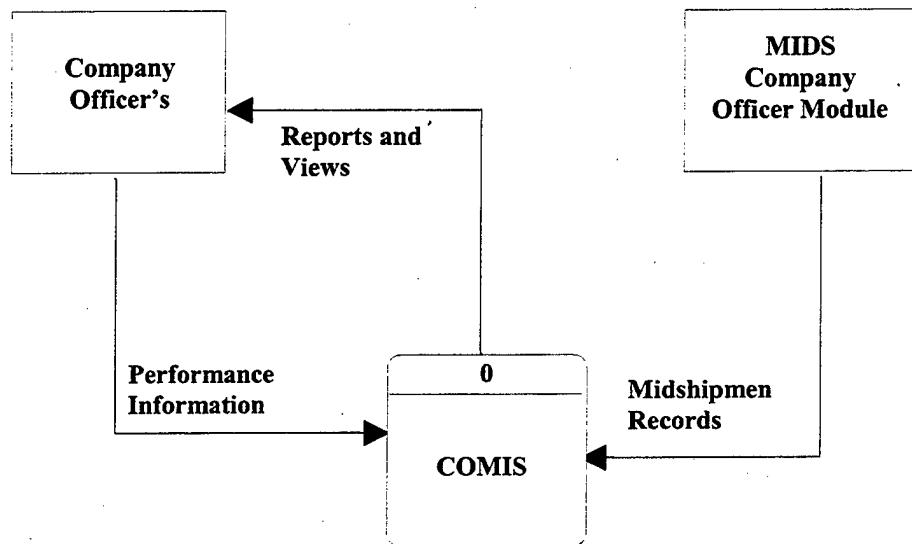 Company
Officer's
MIDS
Company
Officer Module
Reports and
Views
Performance
Information
0
COMIS
Midshipmen
Records